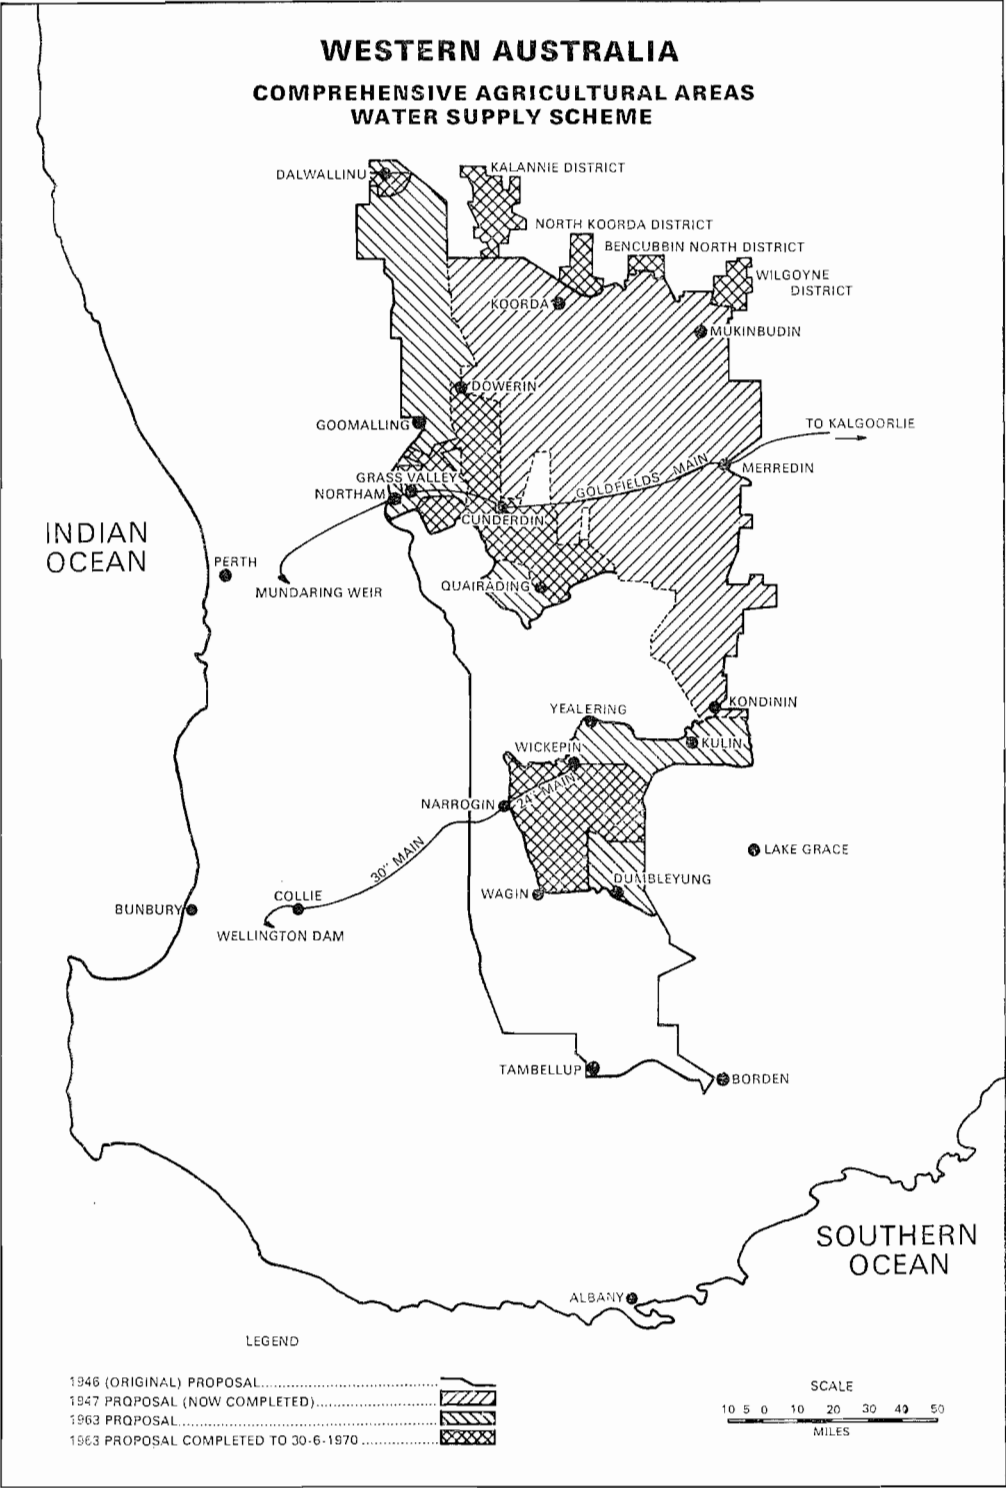 WESTERN AUSTRALIA
COMPREHENSIVE AGRICULTURAL AREAS
WATER SUPPLY SCHEME
DALWALLINU
KALANNIE DISTRICT
NORTH KOORDA DISTRICT
BENCUBBIN NORTH DISTRICT
WILGOYNE
DISTRICT
KOORDA
MUKINBUDIN
DOWERIN
GOOMALLING
TO KALGOORLIE
GRASS VALLEY
GOLDFIELDS MAIN
MERREDIN
NORTHAM
CUNDERDIN
INDIAN
OCEAN
PERTH
MUNDARING WEIR
QUAIRADING
KONDININ
YEALERING
KULIN
WICKEPIN
24" MAIN
NARROGIN
30" MAIN
LAKE GRACE
DUMBLEYUNG
WAGIN
COLLIE
BUNBURY
WELLINGTON DAM
TAMBELLUP
BORDEN
SOUTHERN
OCEAN
ALBANY
LEGEND
1946 (ORIGINAL) PROPOSAL
1947 PROPOSAL (NOW COMPLETED)
1963 PROPOSAL
1963 PROPOSAL COMPLETED TO 30-6-1970
SCALE
10 5 0 10 20 30 40 50
MILES